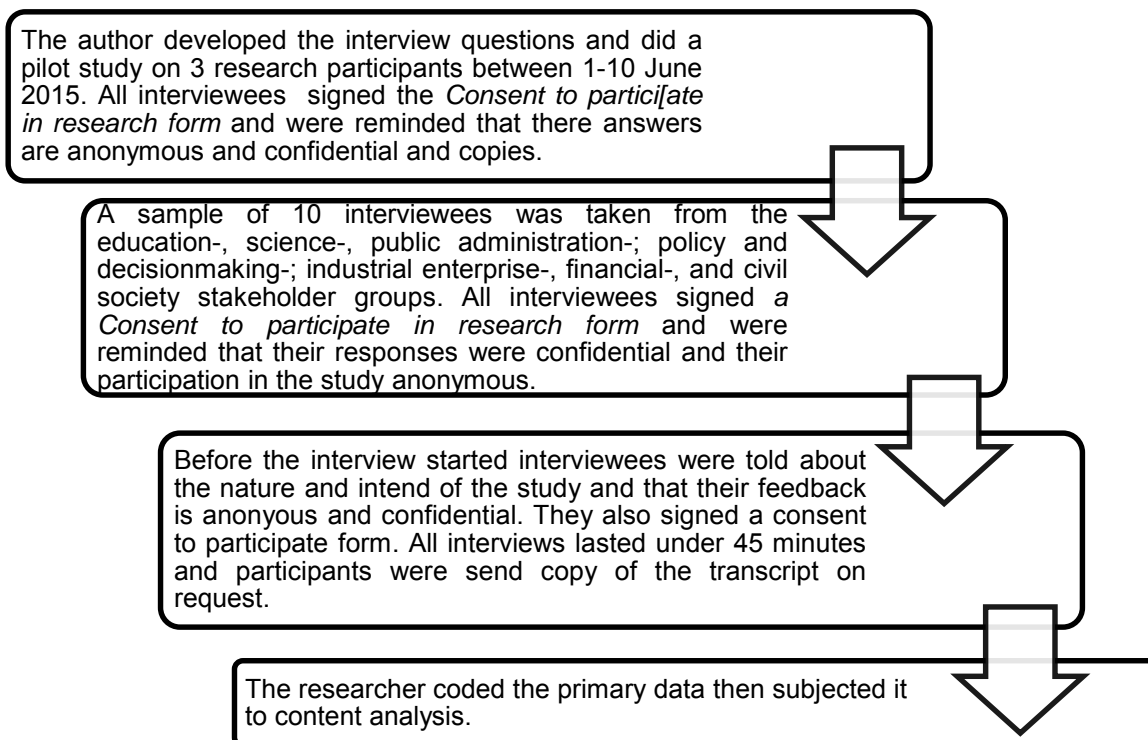 The author developed the interview questions and did a
pilot study on 3 research participants between 1-10 June
2015. All interviewees signed the Consent to partici[ate
in research form and were reminded that there answers
are anonymous and confidential and copies.
A sample of 10 interviewees was taken from the
education-, science-, public administration-; policy and
decisionmaking-; industrial enterprise-, financial-, and civil
society stakeholder groups. All interviewees signed a
Consent to participate in research form and were
reminded that their responses were confidential and their
participation in the study anonymous.
Before the interview started interviewees were told about
the nature and intend of the study and that their feedback
is anonyous and confidential. They also signed a consent
to participate form. All interviews lasted under 45 minutes
and participants were send copy of the transcript on
request.
The researcher coded the primary data then subjected it
to content analysis.